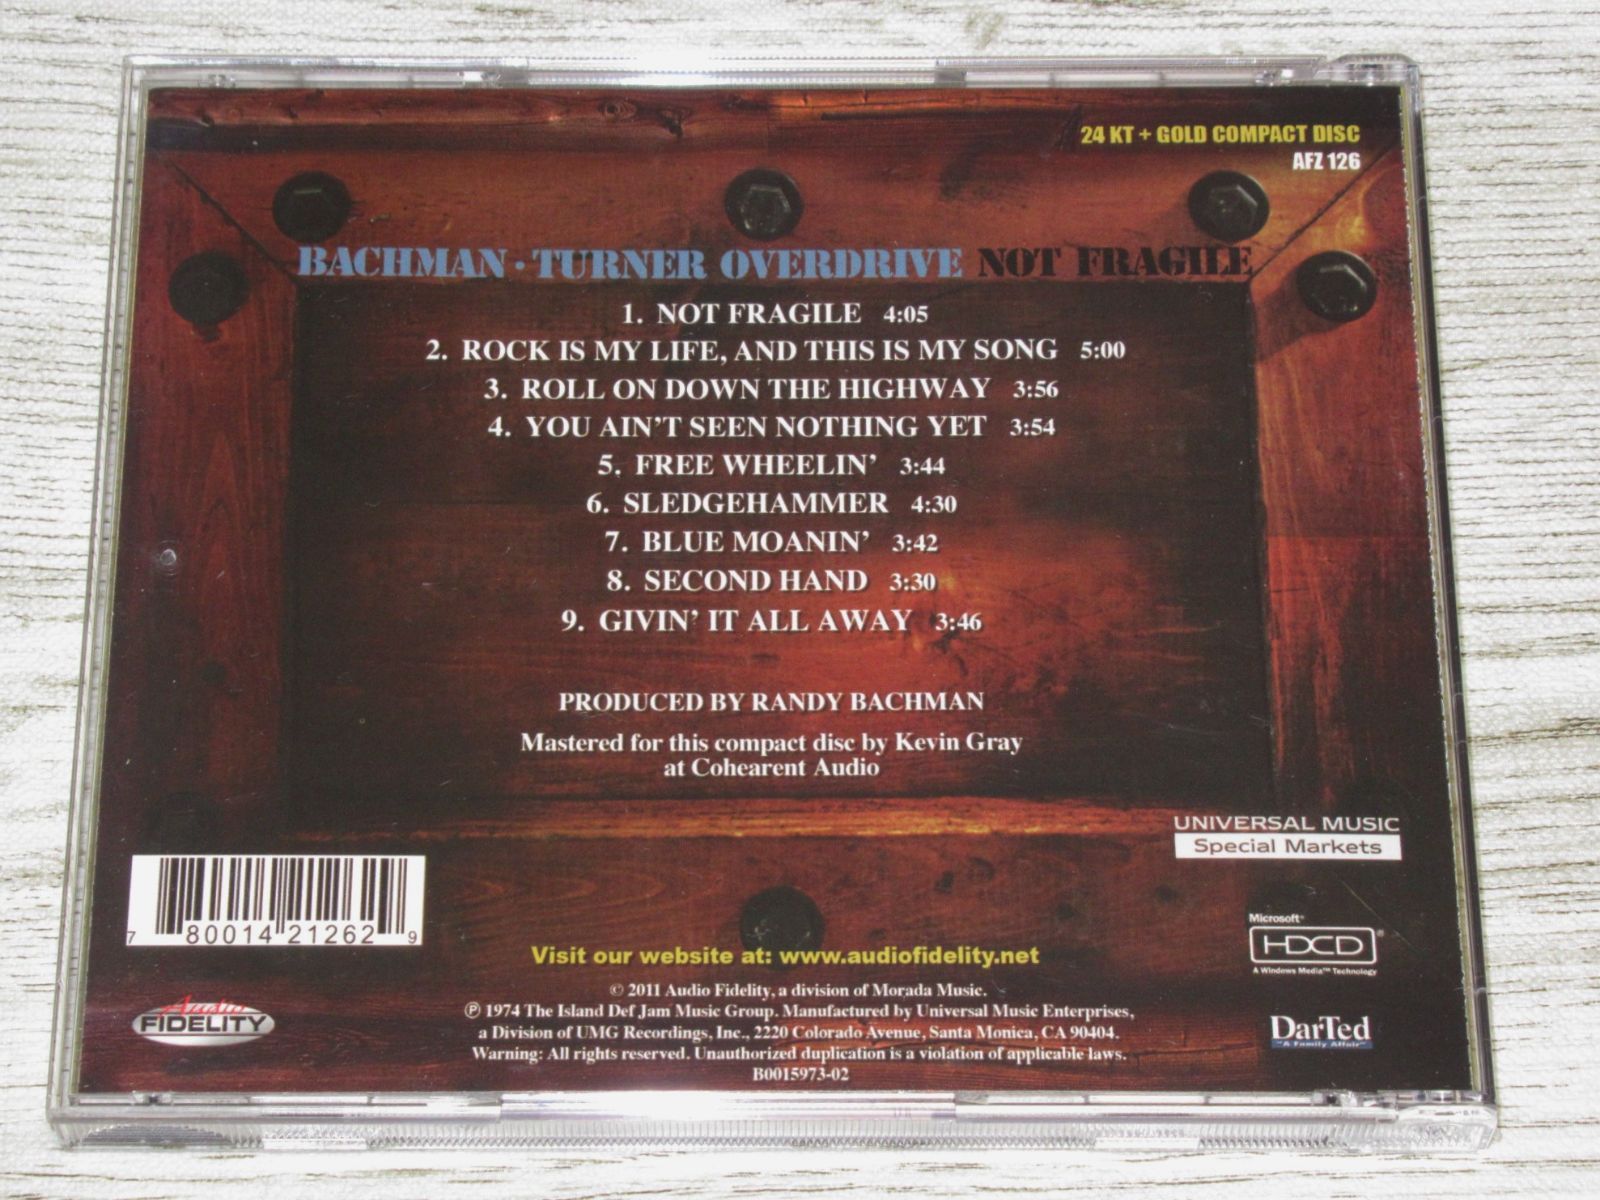 24 KT + GOLD COMPACT DISC
AFZ 126
BACHMAN · TURNER OVERDRIVE NOT FRAGILE
1. NOT FRAGILE 4:05
2. ROCK IS MY LIFE, AND THIS IS MY SONG 5:00
3. ROLL ON DOWN THE HIGHWAY 3:56
4. YOU AIN'T SEEN NOTHING YET 3:54
5. FREE WHEELIN' 3:44
6. SLEDGEHAMMER 4:30
7. BLUE MOANIN' 3:42
8. SECOND HAND 3:30
9. GIVIN' IT ALL AWAY 3:46
PRODUCED BY RANDY BACHMAN
Mastered for this compact disc by Kevin Gray
at Cohearent Audio
UNIVERSAL MUSIC
Special Markets
7 80014 21262 9
Microsoft®
HDCD®
A Windows Media™ Technology
Visit our website at: www.audiofidelity.net
© 2011 Audio Fidelity, a division of Morada Music.
℗ 1974 The Island Def Jam Music Group. Manufactured by Universal Music Enterprises,
a Division of UMG Recordings, Inc., 2220 Colorado Avenue, Santa Monica, CA 90404.
Warning: All rights reserved. Unauthorized duplication is a violation of applicable laws.
B0015973-02
Audio
FIDELITY
DarTed
"A Family Affair"